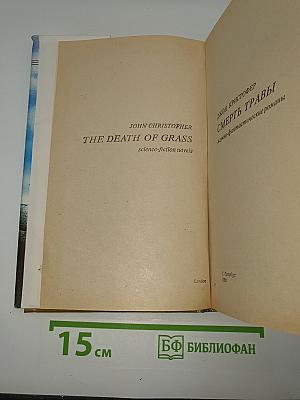 JOHN CHRISTOPHER
THE DEATH OF GRASS
science-fiction novels
London
ДЖОН КРИСТОФЕР
СМЕРТЬ ТРАВЫ
научно-фантастические романы
15 см
БФ БИБЛИОФАН